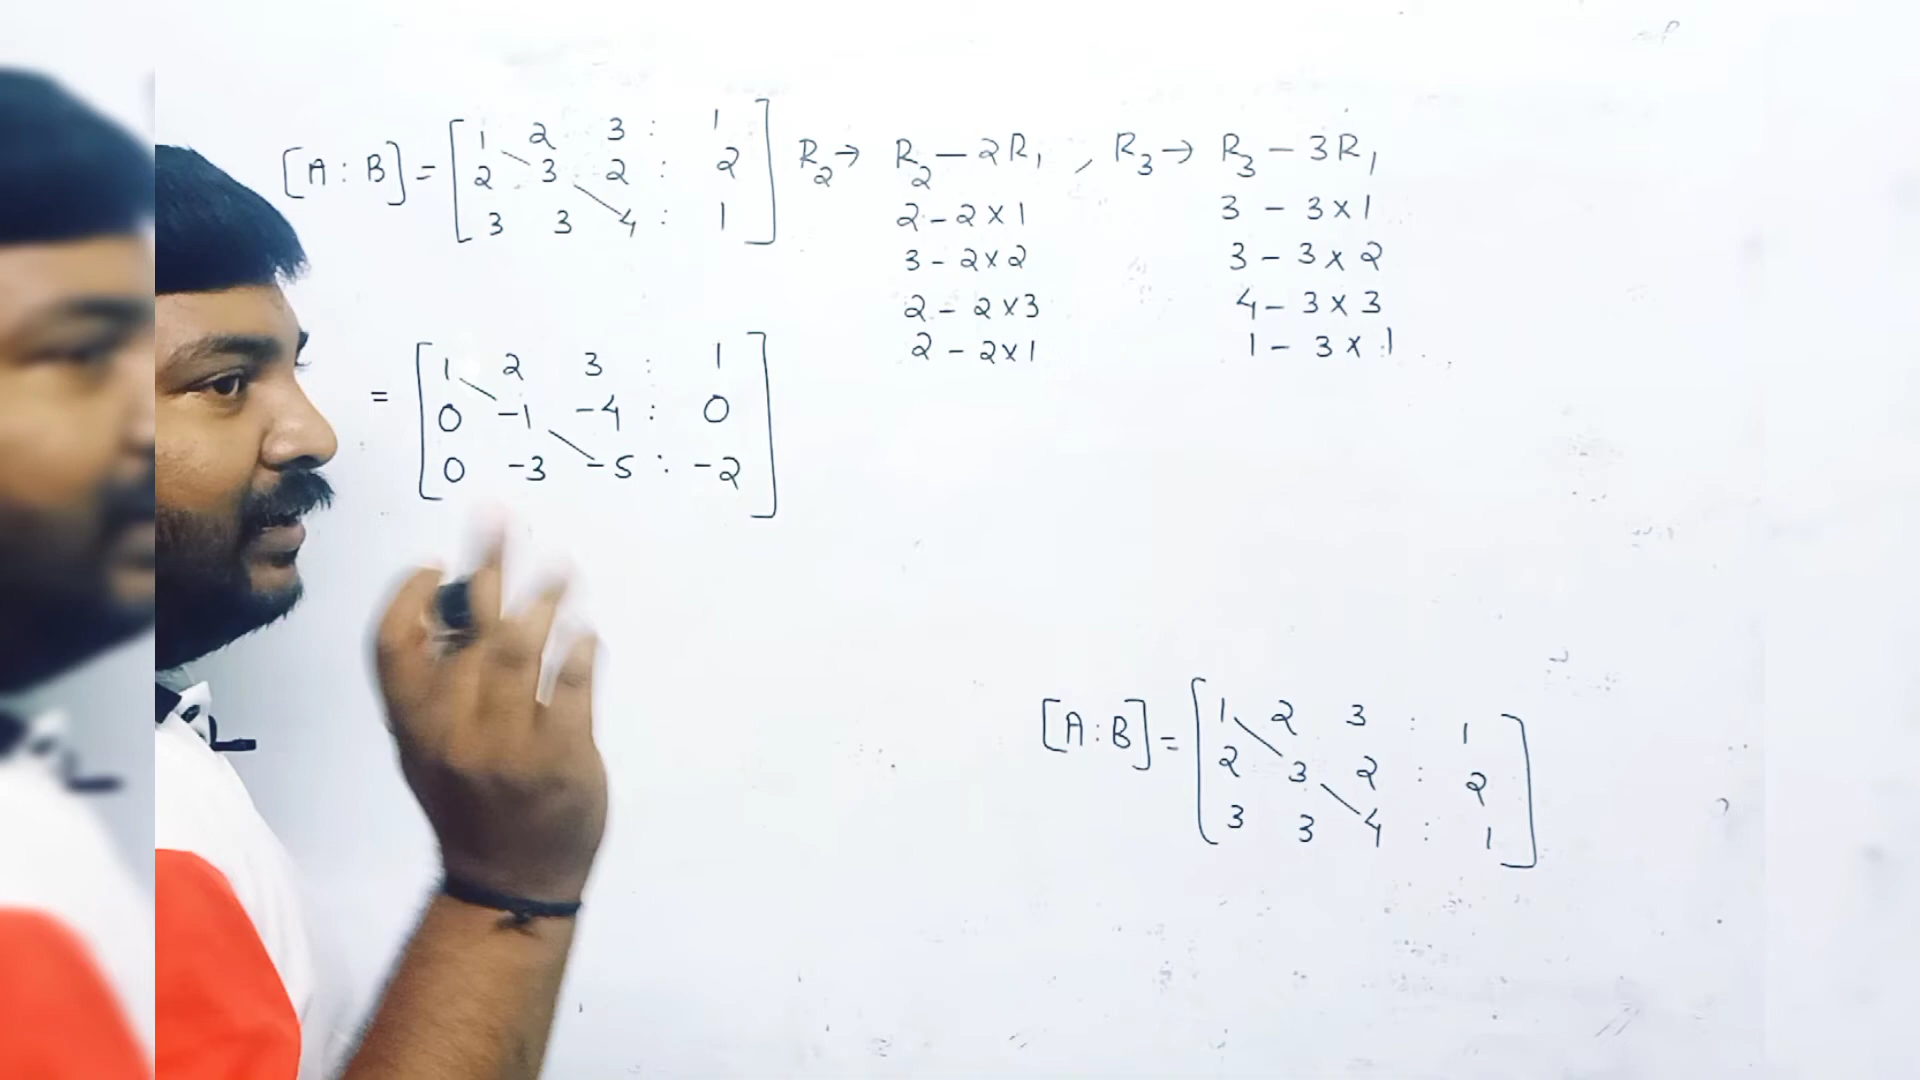 [A : B] = [ 1 2 3 : 1 ] R₂ → R₂ - 2R₁ , R₃ → R₃ - 3R₁
2 3 2 : 2
3 3 4 : 1
2 - 2 x 1 3 - 3 x 1
3 - 2 x 2 3 - 3 x 2
2 - 2 x 3 4 - 3 x 3
2 - 2 x 1 1 - 3 x 1
= [ 1 2 3 : 1 ]
0 -1 -4 : 0
0 -3 -5 : -2
[A : B] = [ 1 2 3 : 1 ]
2 3 2 : 2
3 3 4 : 1